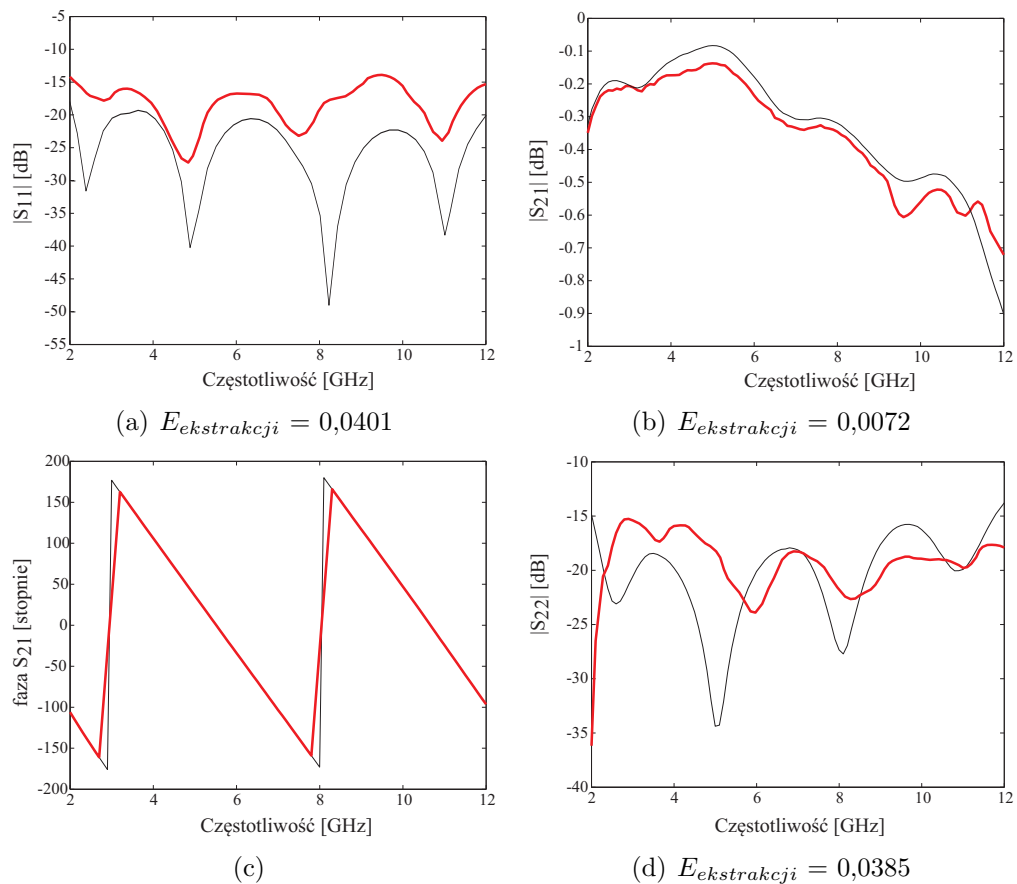 -5
-10
-15
-20
-25
-30
-35
-40
-45
-50
-55
|S11| [dB]
2 4 6 8 10 12
Częstotliwość [GHz]
(a) Eekstrakcji = 0,0401
0
-0.1
-0.2
-0.3
-0.4
-0.5
-0.6
-0.7
-0.8
-0.9
-1
|S21| [dB]
2 4 6 8 10 12
Częstotliwość [GHz]
(b) Eekstrakcji = 0,0072
200
150
100
50
0
-50
-100
-150
-200
faza S21 [stopnie]
2 4 6 8 10 12
Częstotliwość [GHz]
(c)
-10
-15
-20
-25
-30
-35
-40
|S22| [dB]
2 4 6 8 10 12
Częstotliwość [GHz]
(d) Eekstrakcji = 0,0385